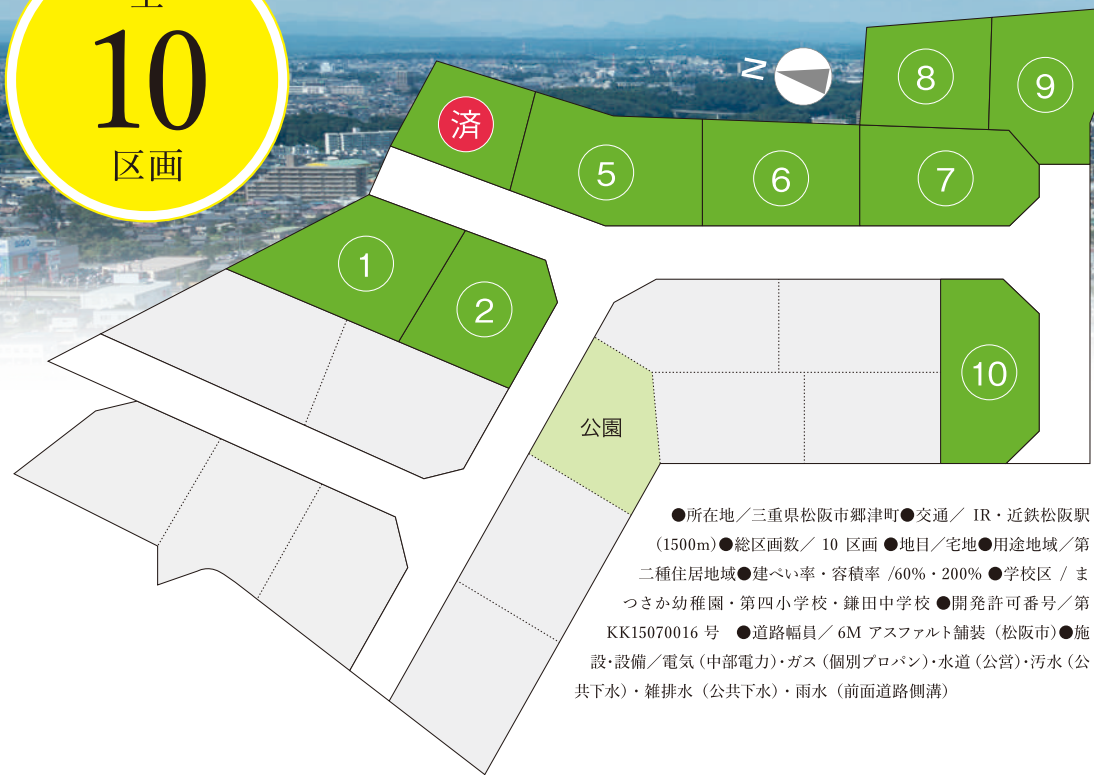 10
区画
N
済
8
9
5
6
7
1
2
10
公園
●所在地／三重県松阪市郷津町●交通／ IR・近鉄松阪駅
(1500m)●総区画数／ 10 区画 ●地目／宅地●用途地域／第
二種住居地域●建ぺい率・容積率 /60%・200% ●学校区 / ま
つさか幼稚園・第四小学校・鎌田中学校 ●開発許可番号／第
KK15070016 号　●道路幅員／ 6M アスファルト舗装（松阪市）●施
設・設備／電気（中部電力）・ガス（個別プロパン）・水道（公営）・汚水（公
共下水）・雑排水（公共下水）・雨水（前面道路側溝）